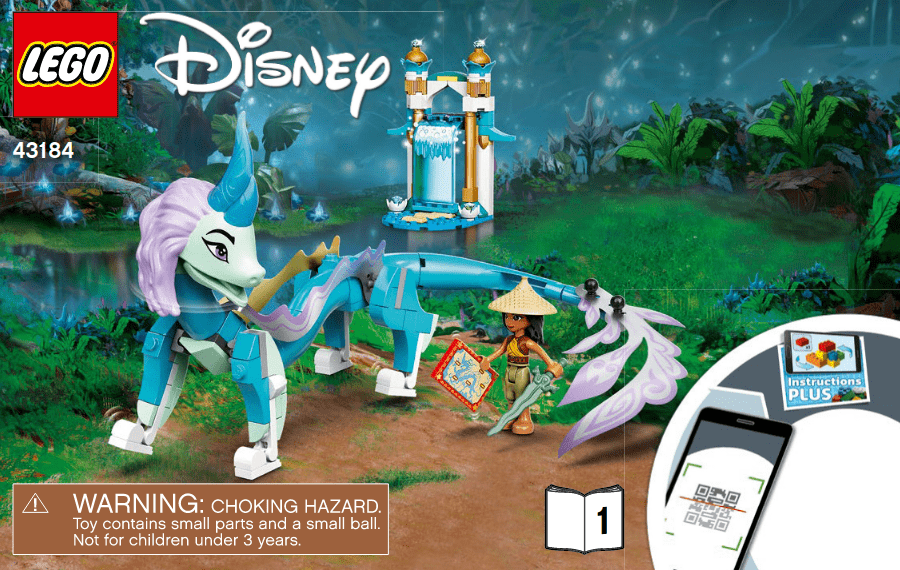 LEGO
Disney
43184
Instructions
PLUS
WARNING: CHOKING HAZARD.
Toy contains small parts and a small ball.
Not for children under 3 years.
1